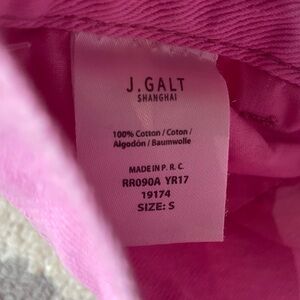 J.GALT
SHANGHAI
100% Cotton / Coton /
Algodón / Baumwolle
MADE IN P. R. C.
RR090A YR17
19174
SIZE: S